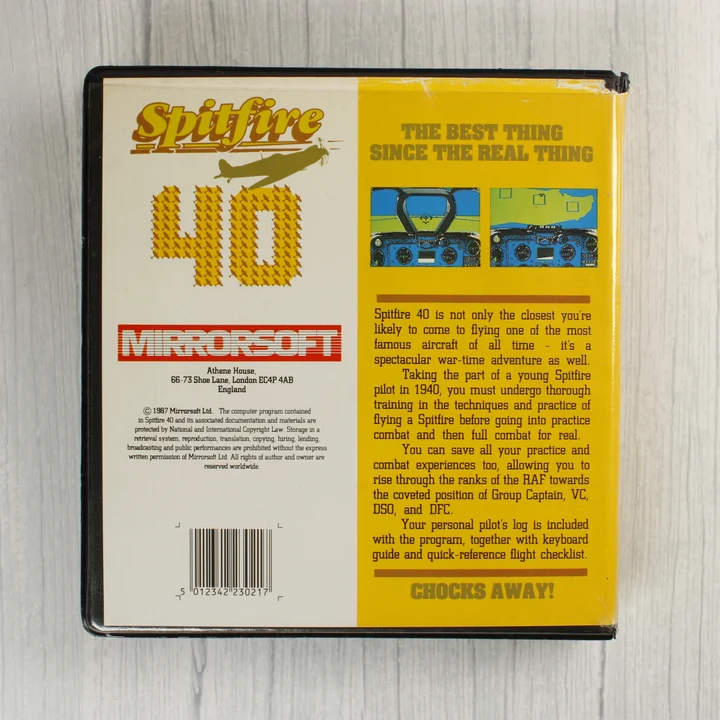 Spitfire
40
MIRRORSOFT
Athene House,
66-73 Shoe Lane, London EC4P 4AB
England
© 1987 Mirrorsoft Ltd. The computer program contained
in Spitfire 40 and its associated documentation and materials are
protected by National and International Copyright Law. Storage in a
retrieval system, reproduction, translation, copying, hiring, lending,
broadcasting and public performances are prohibited without the express
written permission of Mirrorsoft Ltd. All rights of author and owner are
reserved worldwide.
5 012342 230217
THE BEST THING
SINCE THE REAL THING
Spitfire 40 is not only the closest you're
likely to come to flying one of the most
famous aircraft of all time - it's a
spectacular war-time adventure as well.
Taking the part of a young Spitfire
pilot in 1940, you must undergo thorough
training in the techniques and practice of
flying a Spitfire before going into practice
combat and then full combat for real.
You can save all your practice and
combat experiences too, allowing you to
rise through the ranks of the RAF towards
the coveted position of Group Captain, VC,
DSO, and DFC.
Your personal pilot's log is included
with the program, together with keyboard
guide and quick-reference flight checklist.
CHOCKS AWAY!